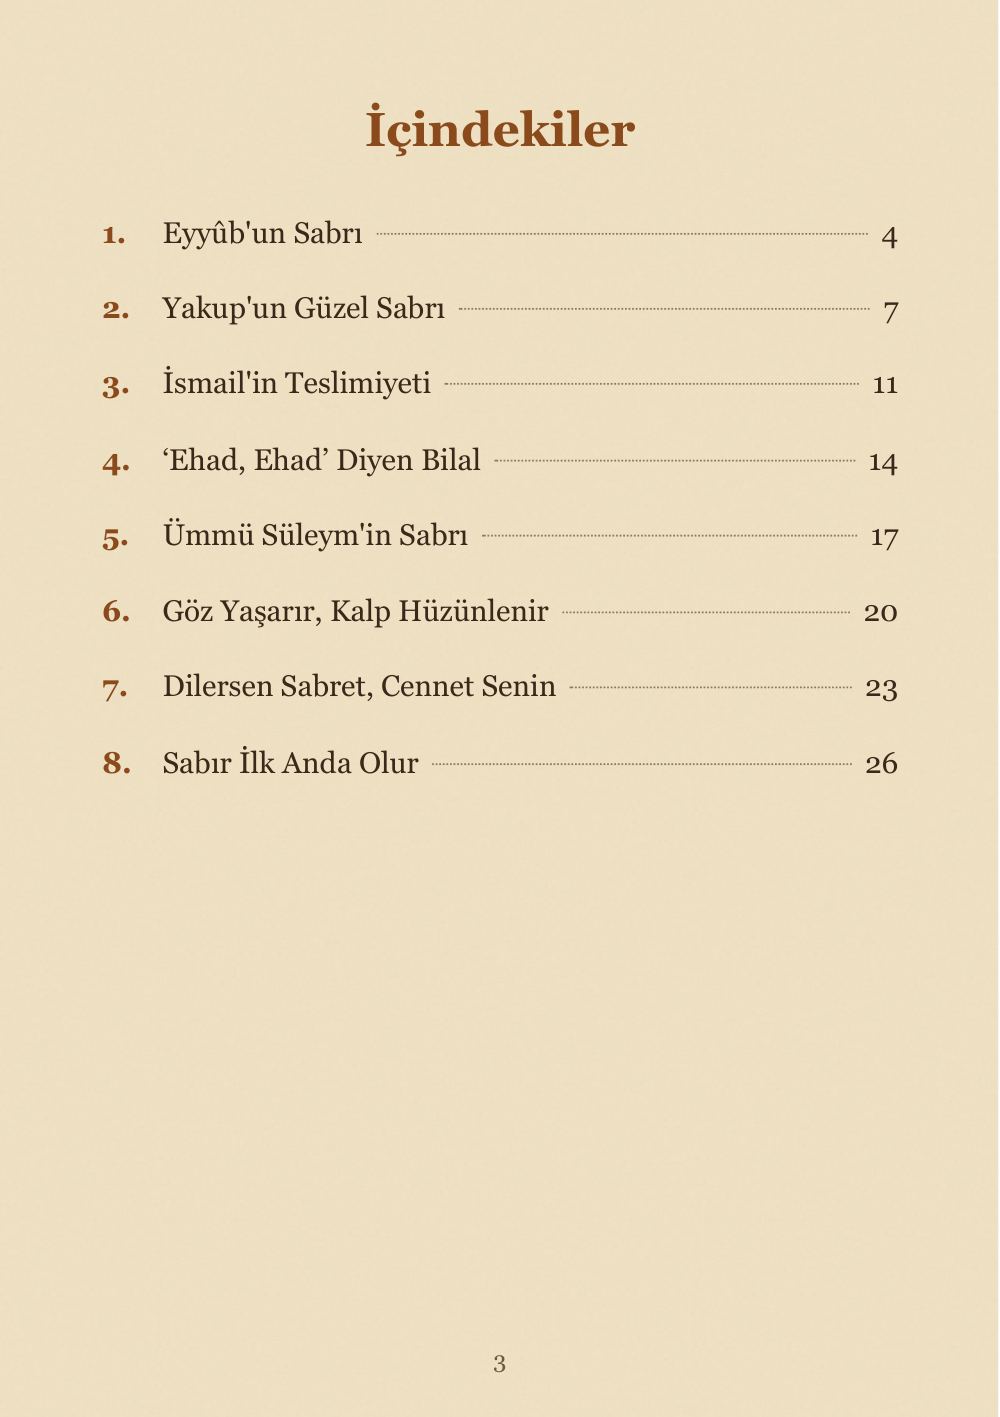 İçindekiler
1. Eyyûb'un Sabrı 4
2. Yakup'un Güzel Sabrı 7
3. İsmail'in Teslimiyeti 11
4. ‘Ehad, Ehad’ Diyen Bilal 14
5. Ümmü Süleym'in Sabrı 17
6. Göz Yaşarır, Kalp Hüzünlenir 20
7. Dilersen Sabret, Cennet Senin 23
8. Sabır İlk Anda Olur 26
3